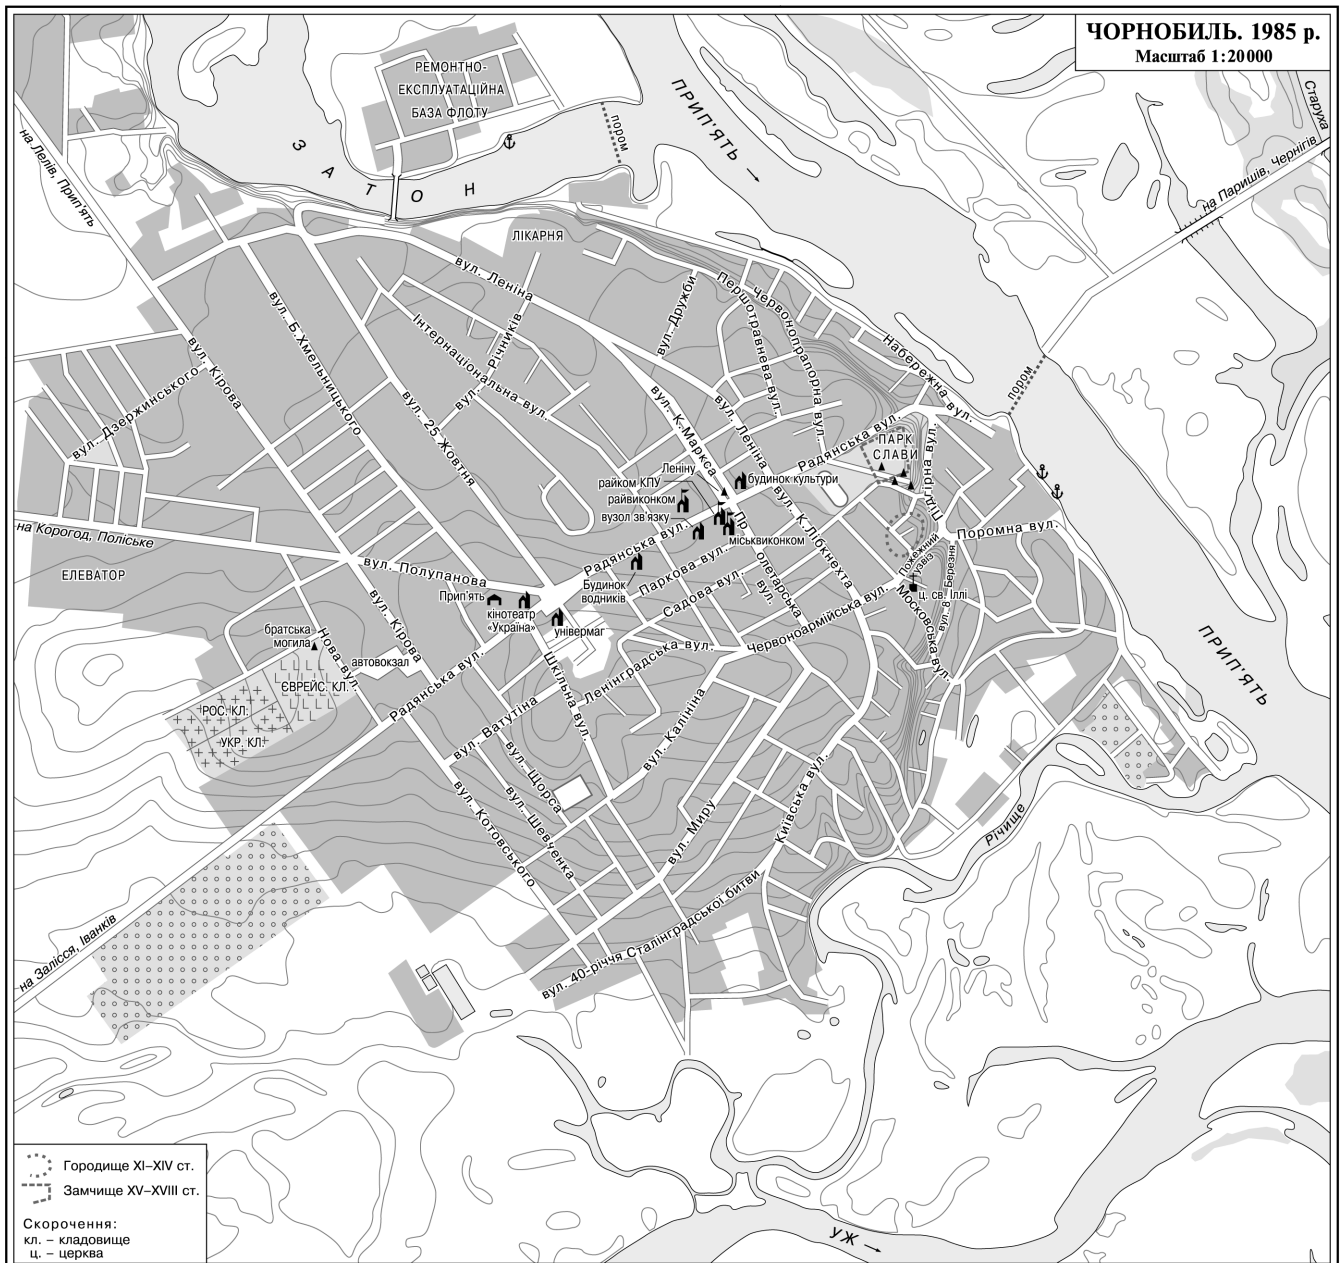 ЧОРНОБИЛЬ. 1985 р.
Масштаб 1:20000
РЕМОНТНО-
ЕКСПЛУАТАЦІЙНА
БАЗА ФЛОТУ
пором
ПРИП'ЯТЬ
Старуха
на Паришів, Чернігів
на Лелів, Прип'ять
ЗАТОН
ЛІКАРНЯ
вул. Леніна
вул. Дружби
Першотравнева вул.
Червонопрапорна вул.
Набережна вул.
вул. Б.Хмельницького
Інтернаціональна вул.
вул. Річників
вул. Кірова
вул. Дзержинського
вул. 25 Жовтня
вул. К.Маркса
вул. Леніна
пором
Радянська вул.
ПАРК
СЛАВИ
Підгірна вул.
Леніну
райком КПУ
райвиконком
вузол зв'язку
будинок культури
міськвиконком
вул. К.Лібкнехта
Пролетарська
вул.
Поромна вул.
Пожежний
узвіз
на Корогод, Поліське
ЕЛЕВАТОР
вул. Полупанова
Радянська вул.
Паркова вул.
Садова вул.
Будинок
водників
Прип'ять
кінотеатр
«Україна»
універмаг
ц. св. Іллі
вул. 8 Березня
Московська вул.
Червоноармійська вул.
Ленінградська вул.
братська
могила
Нова вул.
вул. Кірова
автовокзал
ЄВРЕЙС. КЛ.
РОС. КЛ.
УКР. КЛ.
Радянська вул.
Шкільна вул.
вул. Ватутіна
вул. Калініна
ПРИП'ЯТЬ
вул. Щорса
вул. Шевченка
вул. Котовського
вул. Миру
Київська вул.
Річище
вул. 40-річчя Сталінградської битви
на Залісся, Іванків
УЖ
Городище XI–XIV ст.
Замчище XV–XVIII ст.
Скорочення:
кл. – кладовище
ц. – церква